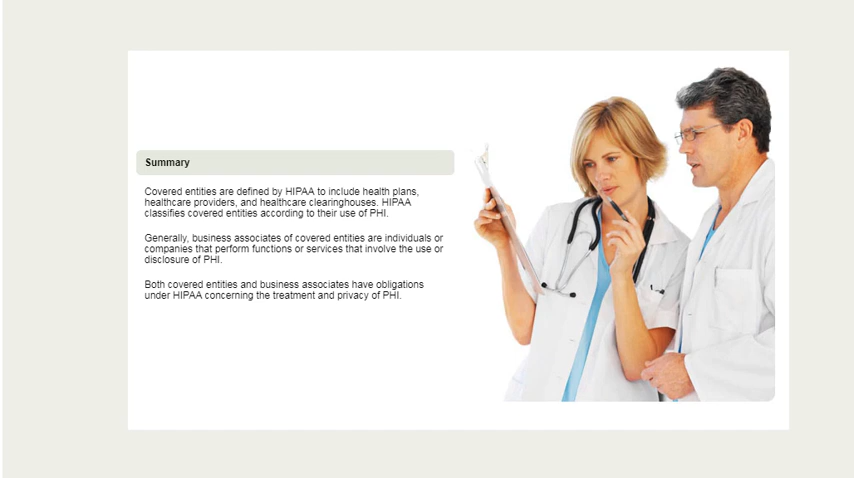 Summary
Covered entities are defined by HIPAA to include health plans,
healthcare providers, and healthcare clearinghouses. HIPAA
classifies covered entities according to their use of PHI.
Generally, business associates of covered entities are individuals or
companies that perform functions or services that involve the use or
disclosure of PHI.
Both covered entities and business associates have obligations
under HIPAA concerning the treatment and privacy of PHI.